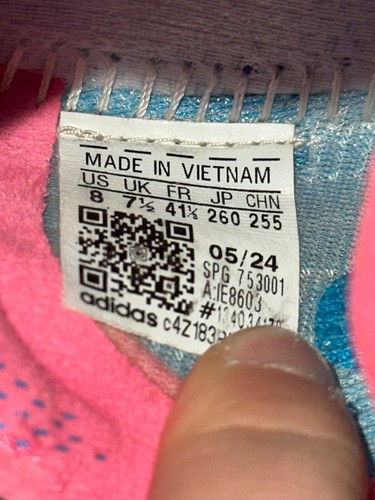 MADE IN VIETNAM
US UK FR JP CHN
8 7½ 41⅓ 260 255
05/24
SPG 753001
A:IE8603
adidas